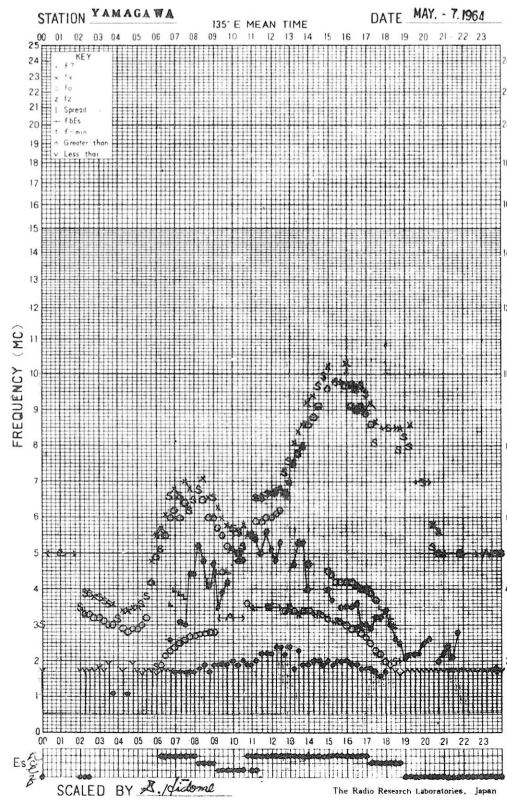 STATION YAMAGAWA 135° E MEAN TIME DATE MAY. - 7. 1964
00 01 02 03 04 05 06 07 08 09 10 11 12 13 14 15 16 17 18 19 20 21 22 23
KEY
Spread
fbEs
f-min
Greater than
Less than
25
24
23
22
21
20
19
18
17
16
15
14
13
12
11
10
9
8
7
6
5
4
3
2
1
0
FREQUENCY (MC)
00 01 02 03 04 05 06 07 08 09 10 11 12 13 14 15 16 17 18 19 20 21 22 23
Es
SCALED BY S. Hidome The Radio Research Laboratories, Japan